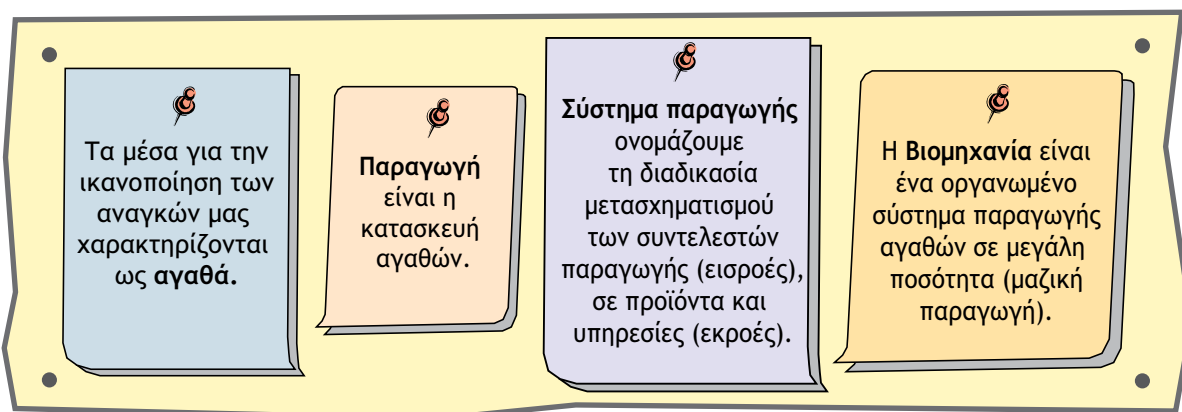 Τα μέσα για την
ικανοποίηση των
αναγκών μας
χαρακτηρίζονται
ως αγαθά.
Παραγωγή
είναι η
κατασκευή
αγαθών.
Σύστημα παραγωγής
ονομάζουμε
τη διαδικασία
μετασχηματισμού
των συντελεστών
παραγωγής (εισροές),
σε προϊόντα και
υπηρεσίες (εκροές).
Η Βιομηχανία είναι
ένα οργανωμένο
σύστημα παραγωγής
αγαθών σε μεγάλη
ποσότητα (μαζική
παραγωγή).